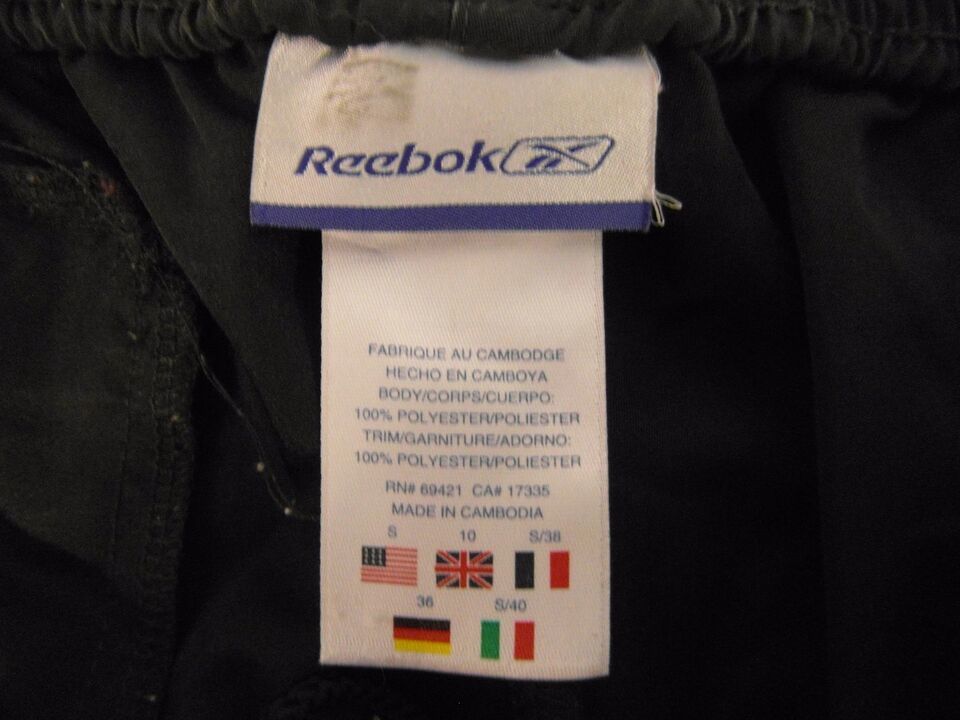 Reebok
FABRIQUE AU CAMBODGE
HECHO EN CAMBOYA
BODY/CORPS/CUERPO:
100% POLYESTER/POLIESTER
TRIM/GARNITURE/ADORNO:
100% POLYESTER/POLIESTER
RN# 69421 CA# 17335
MADE IN CAMBODIA
S 10 S/38
36 S/40